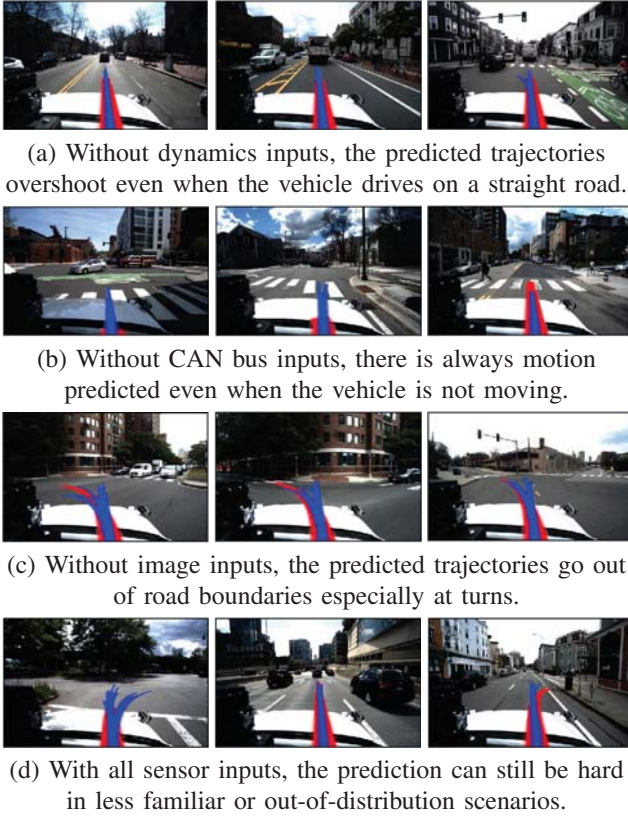 (a) Without dynamics inputs, the predicted trajectories
overshoot even when the vehicle drives on a straight road.
(b) Without CAN bus inputs, there is always motion
predicted even when the vehicle is not moving.
(c) Without image inputs, the predicted trajectories go out
of road boundaries especially at turns.
(d) With all sensor inputs, the prediction can still be hard
in less familiar or out-of-distribution scenarios.